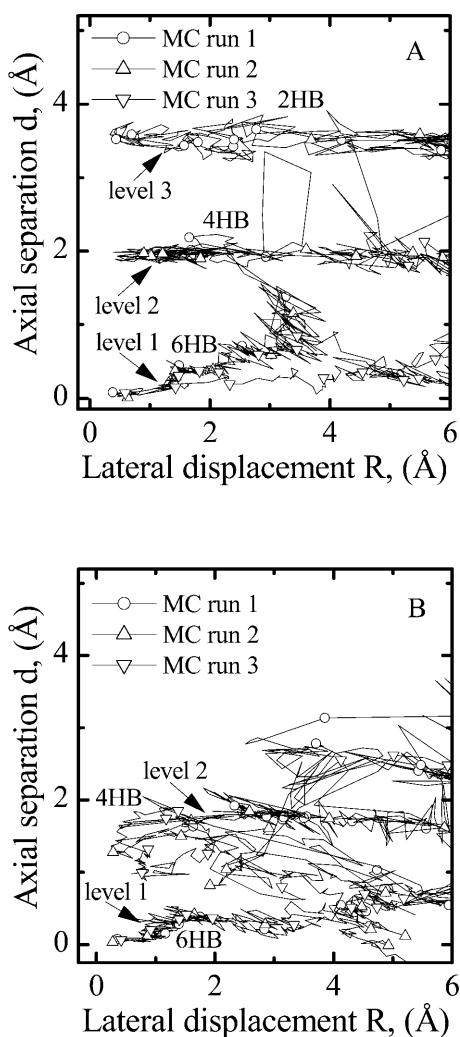 A
MC run 1
MC run 2
MC run 3
2HB
level 3
4HB
level 2
level 1
6HB
Axial separation d, (Å)
4
2
0
0 2 4 6
Lateral displacement R, (Å)
B
MC run 1
MC run 2
MC run 3
level 2
4HB
level 1
6HB
Axial separation d, (Å)
4
2
0
0 2 4 6
Lateral displacement R, (Å)